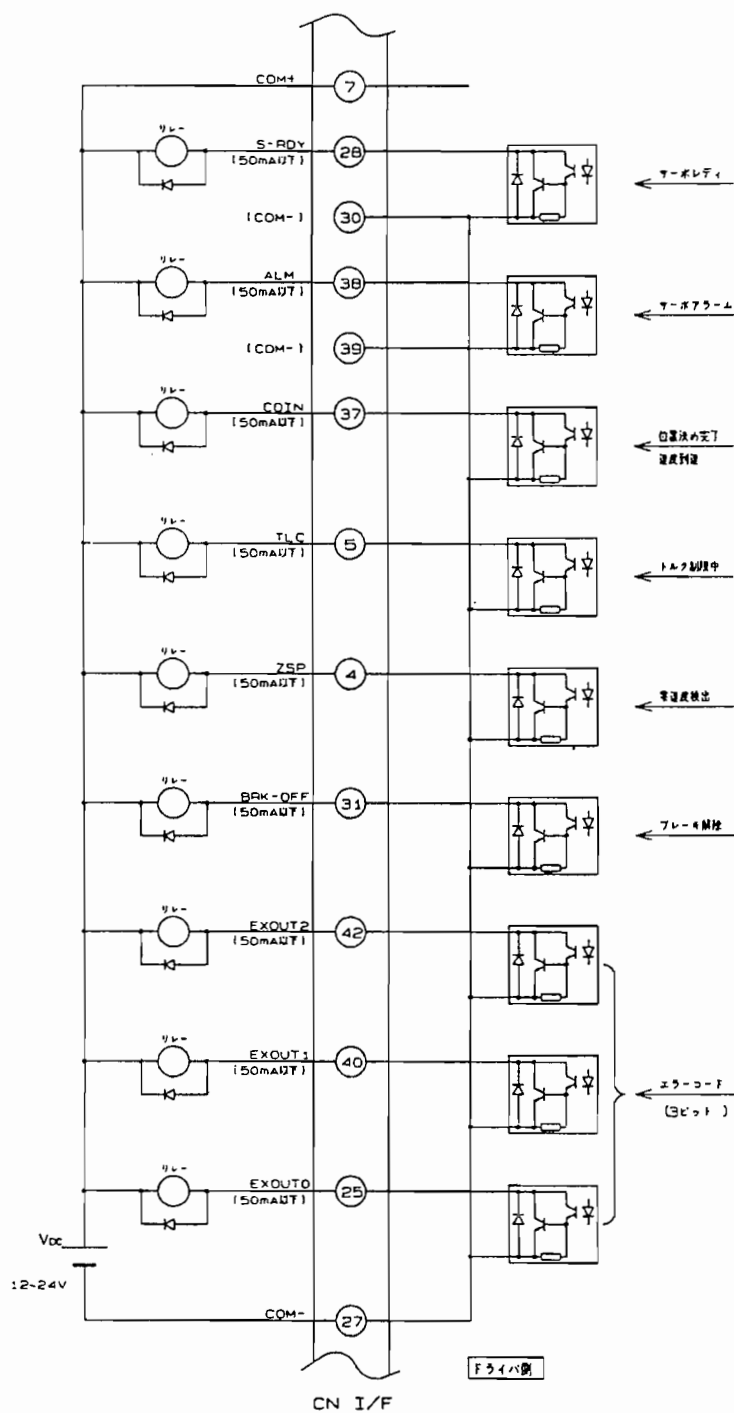 COM+ 7
リレー
S-RDY 28
(50mA以下)
サーボレディ
(COM-) 30
リレー
ALM 38
(50mA以下)
サーボアラーム
(COM-) 39
リレー
COIN 37
(50mA以下)
位置決め完了
速度到達
リレー
TLC 5
(50mA以下)
トルク制限中
リレー
ZSP 4
(50mA以下)
零速度検出
リレー
BRK-OFF 31
(50mA以下)
ブレーキ解除
リレー
EXOUT2 42
(50mA以下)
リレー
EXOUT1 40
(50mA以下)
エラーコード
(3ビット)
リレー
EXOUT0 25
(50mA以下)
VDC
12-24V
COM- 27
ドライバ側
CN I/F